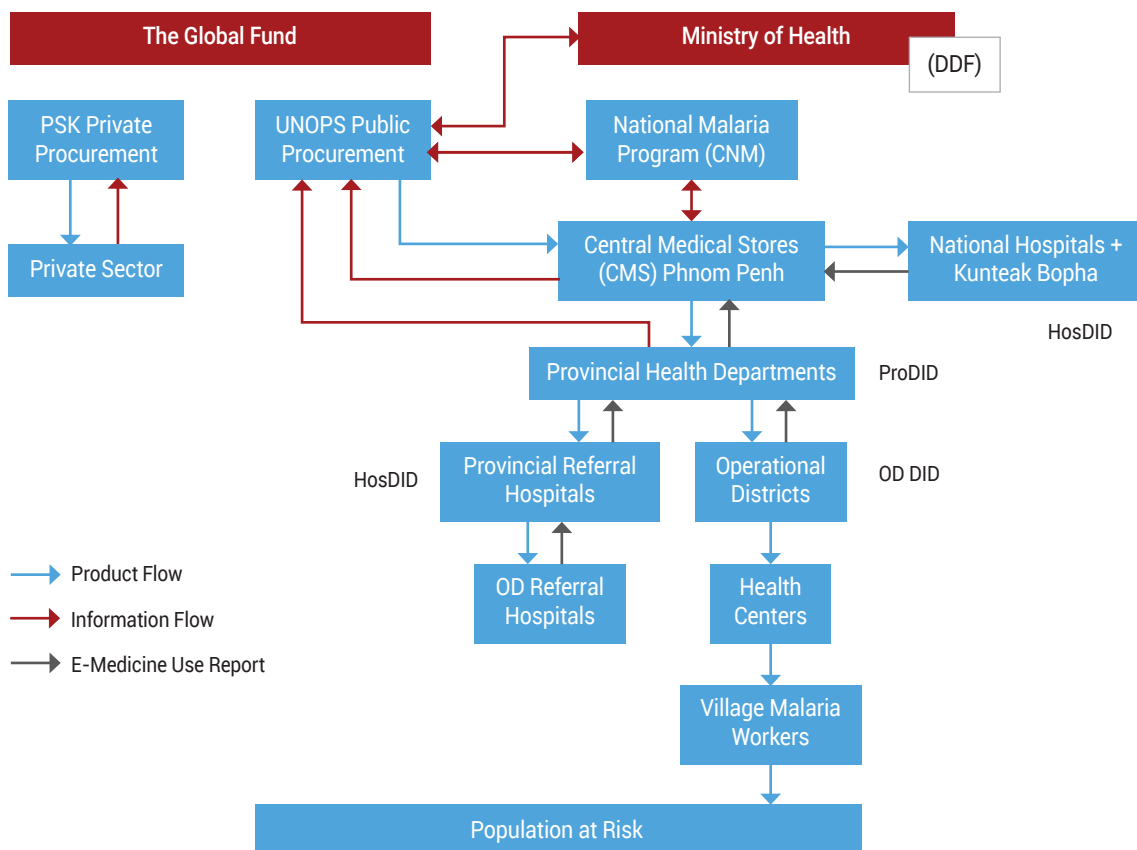 The Global Fund
Ministry of Health
(DDF)
PSK Private
Procurement
UNOPS Public
Procurement
National Malaria
Program (CNM)
Private Sector
Central Medical Stores
(CMS) Phnom Penh
National Hospitals +
Kunteak Bopha
HosDID
Provincial Health Departments
ProDID
HosDID
Provincial Referral
Hospitals
Operational
Districts
OD DID
Product Flow
Information Flow
E-Medicine Use Report
OD Referral
Hospitals
Health
Centers
Village Malaria
Workers
Population at Risk